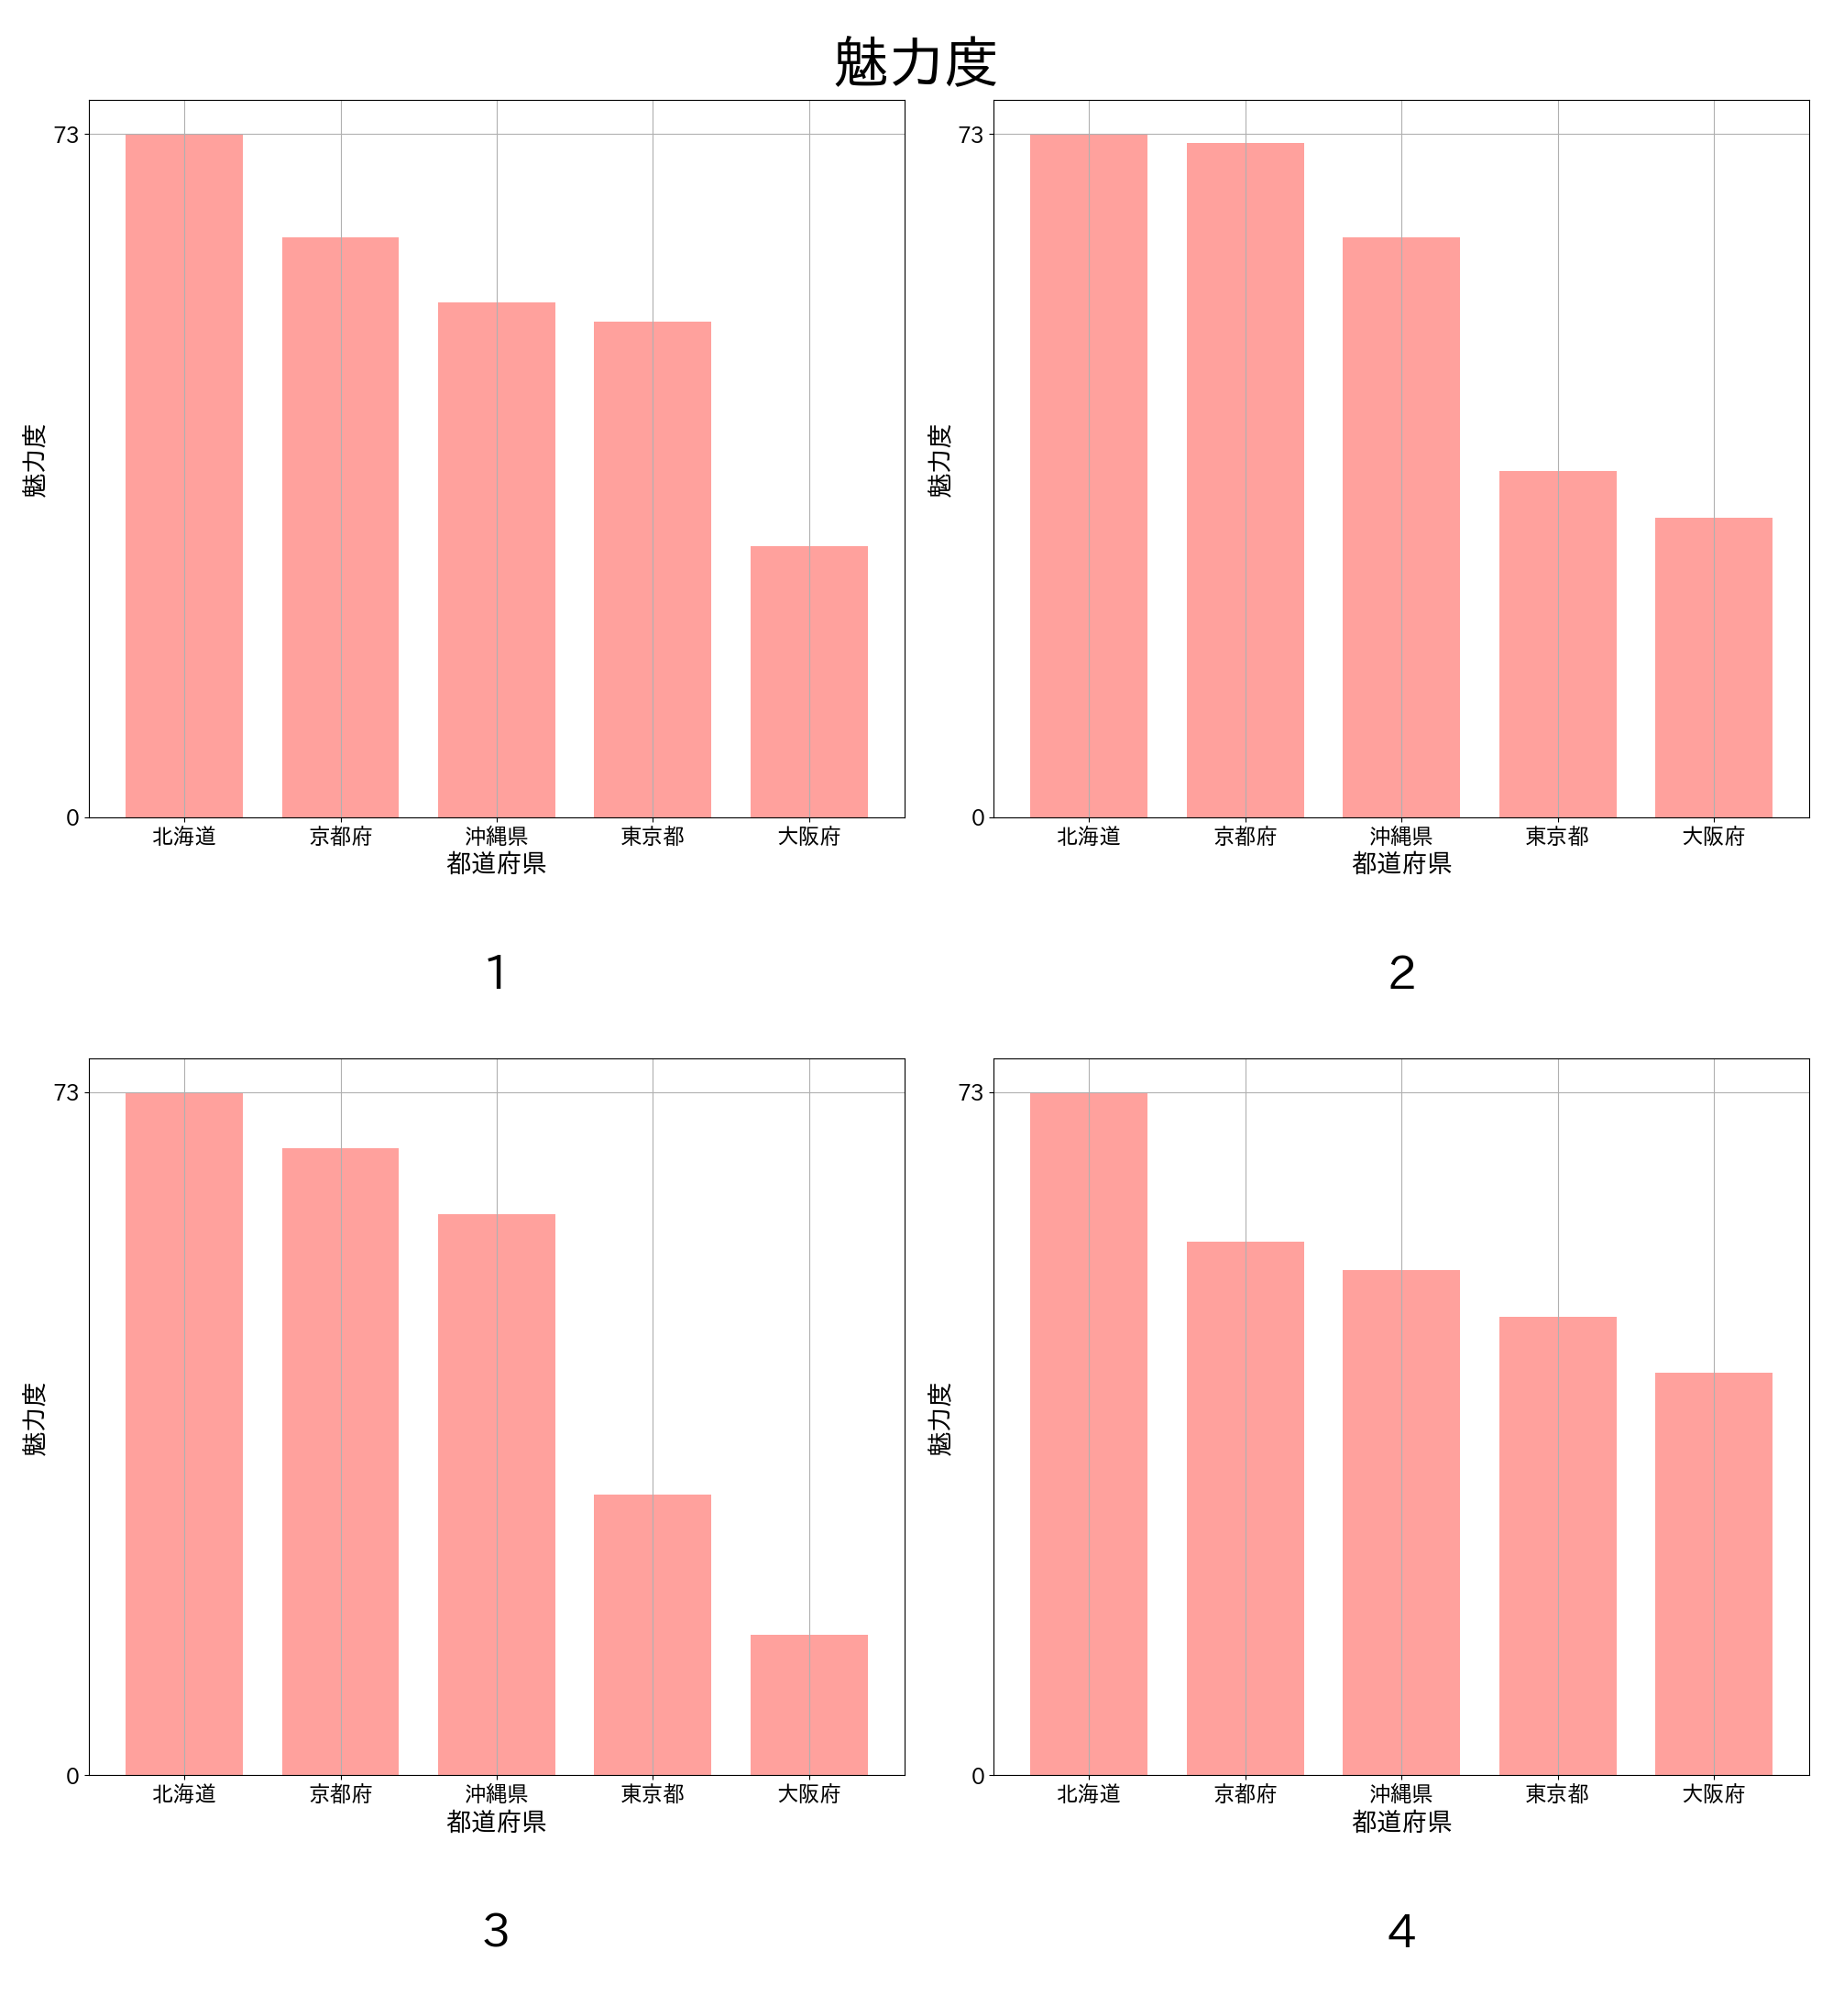 魅力度
73
魅力度
0
北海道 京都府 沖縄県 東京都 大阪府
都道府県
1
73
魅力度
0
北海道 京都府 沖縄県 東京都 大阪府
都道府県
2
73
魅力度
0
北海道 京都府 沖縄県 東京都 大阪府
都道府県
3
73
魅力度
0
北海道 京都府 沖縄県 東京都 大阪府
都道府県
4